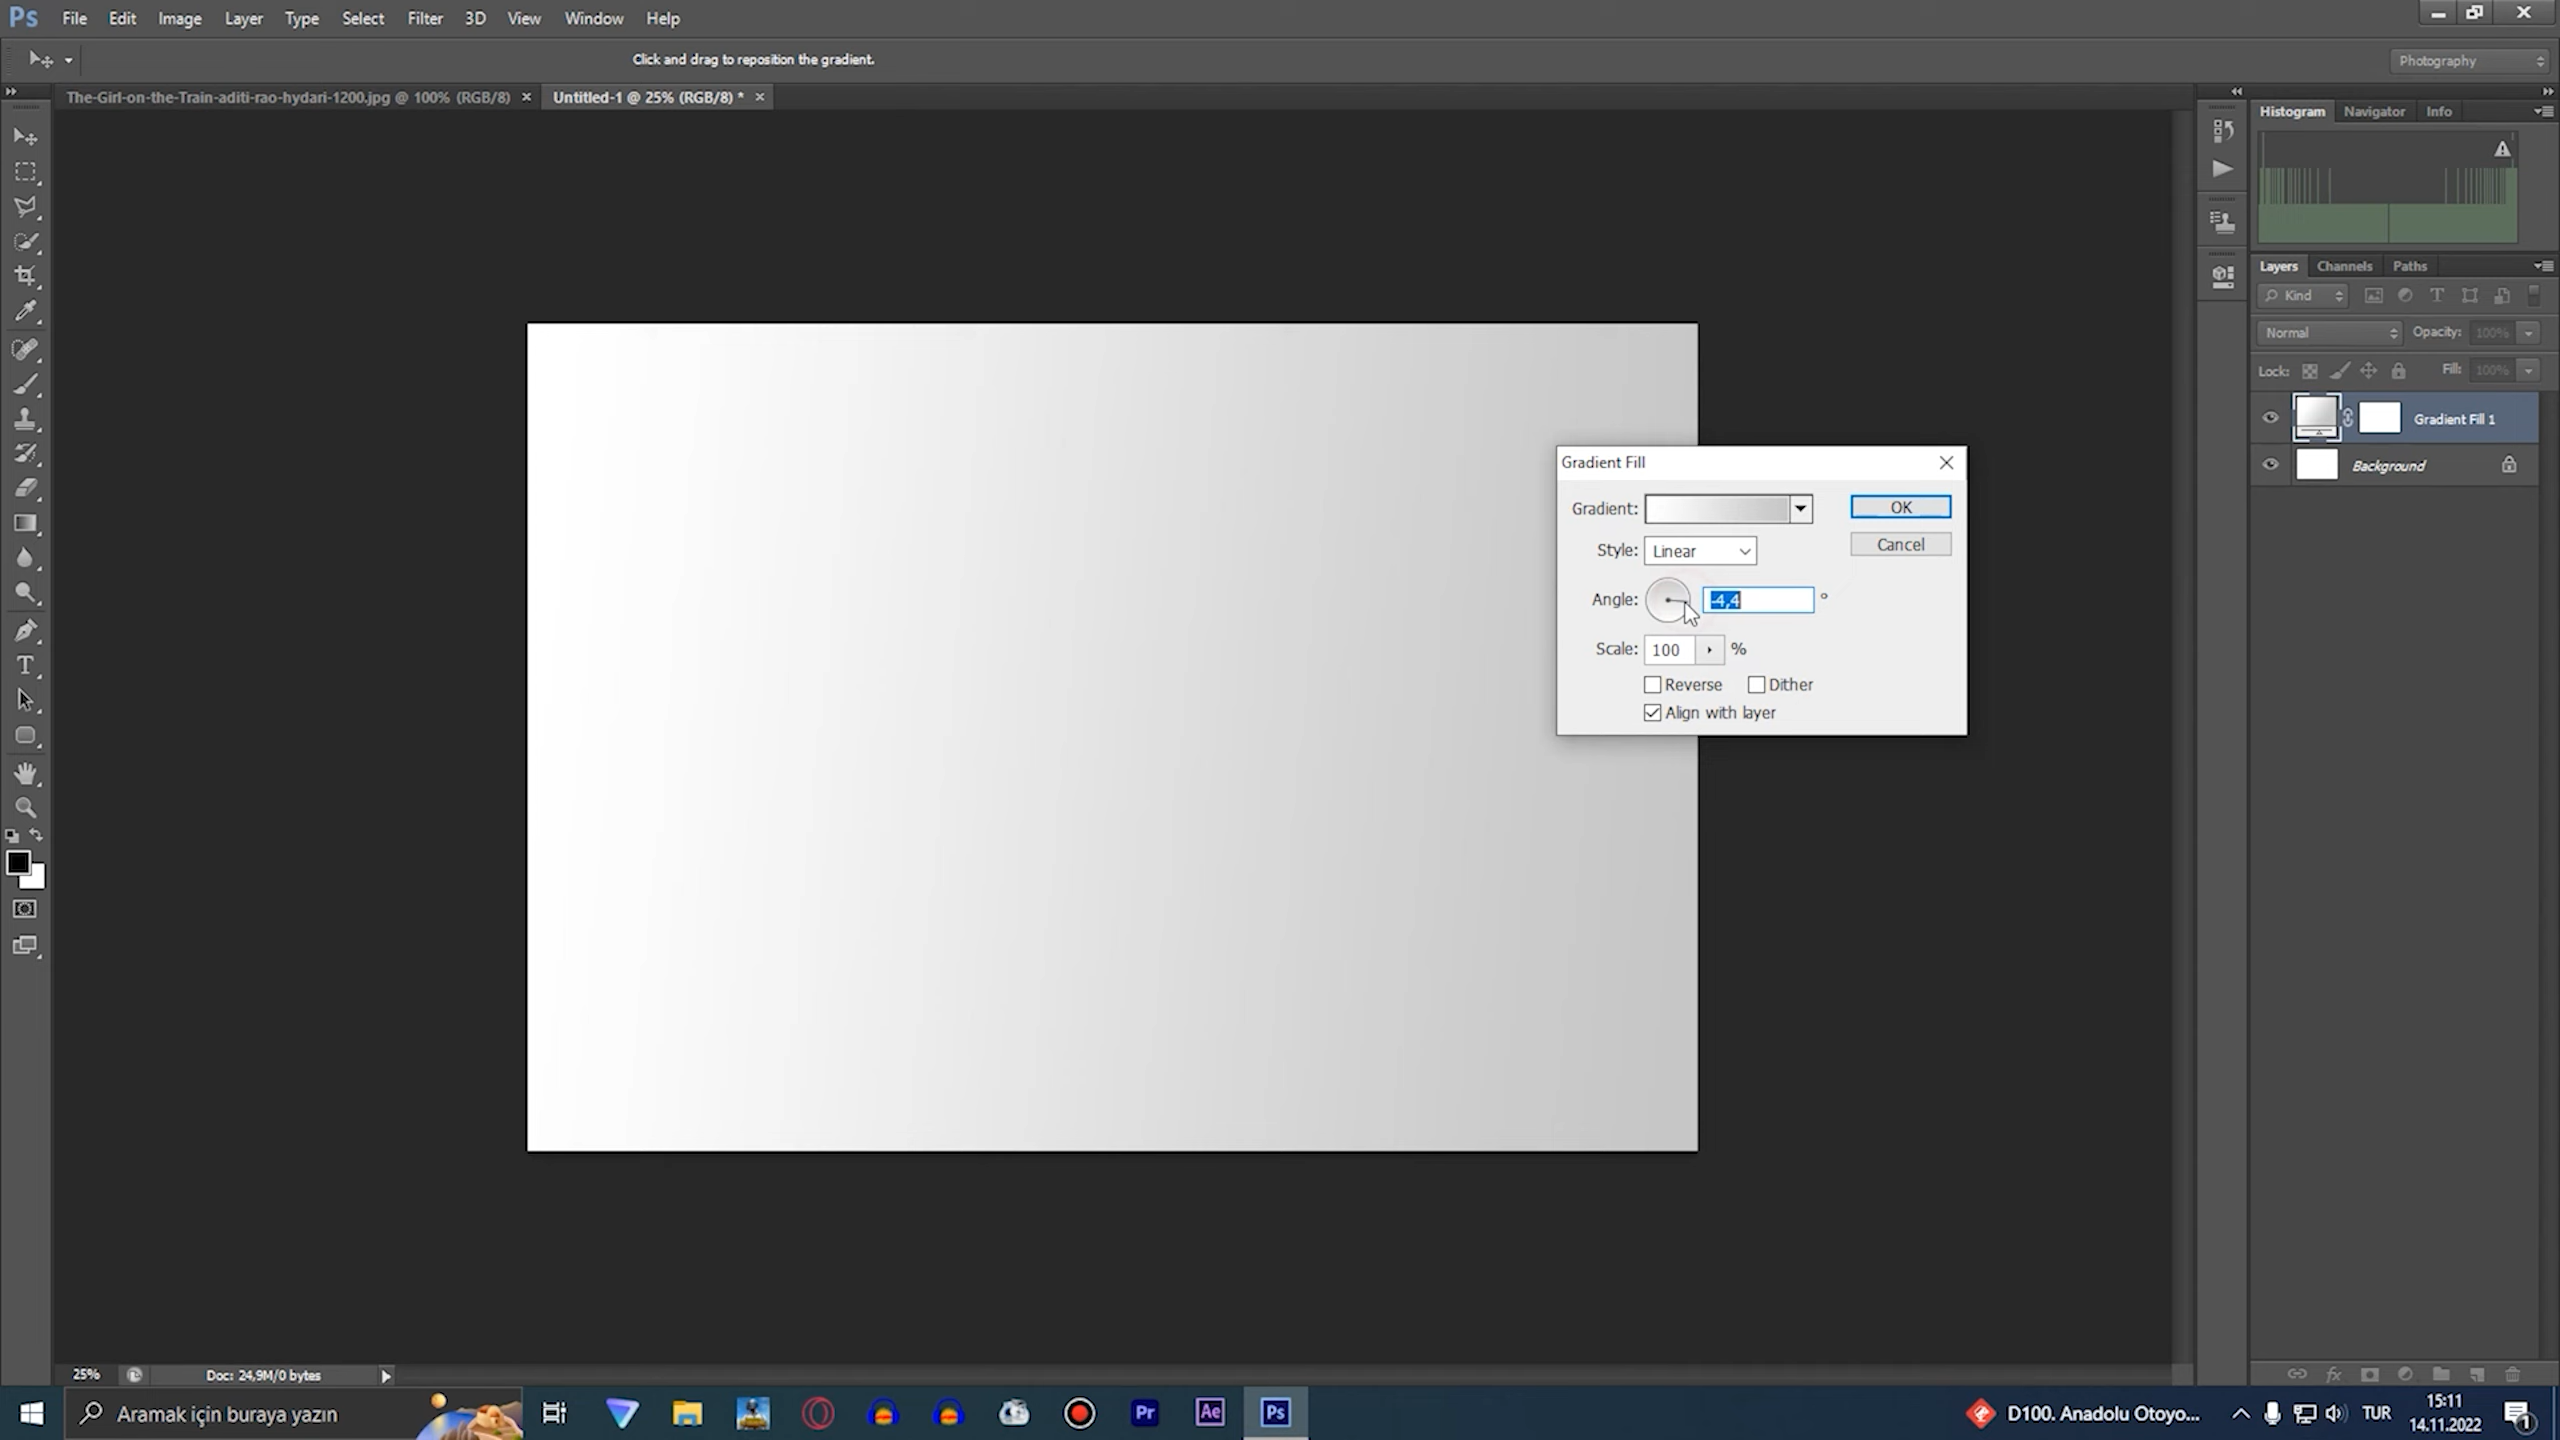 Ps File Edit Image Layer Type Select Filter 3D View Window Help
Click and drag to reposition the gradient.
Photography
The-Girl-on-the-Train-aditi-rao-hydari-1200.jpg @ 100% (RGB/8) × Untitled-1 @ 25% (RGB/8) * ×
Histogram Navigator Info
Layers Channels Paths
Kind
Normal Opacity: 100%
Lock: Fill: 100%
Gradient Fill 1
Background
Gradient Fill
Gradient: OK
Style: Linear Cancel
Angle: -4,4 °
Scale: 100 %
Reverse Dither
Align with layer
25% Doc: 24,9M/0 bytes
Aramak için buraya yazın
Pr Ae Ps
D100. Anadolu Otoyo...
TUR
15:11
14.11.2022
1